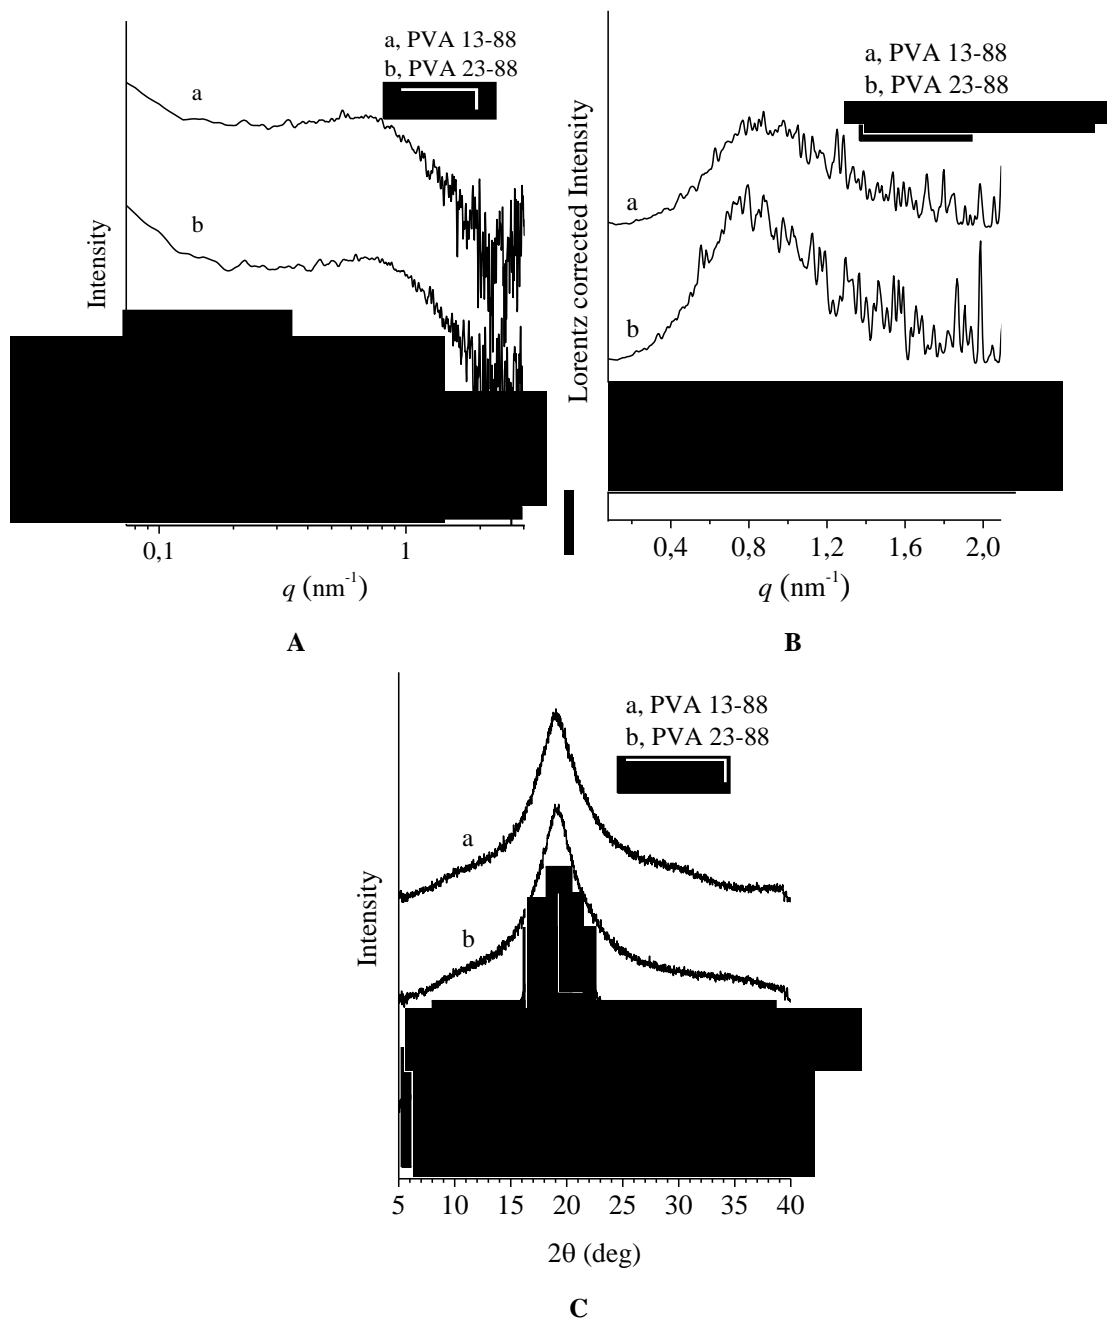 a, PVA 13-88
b, PVA 23-88
a
b
Intensity
0,1 1
q (nm-1)
A
a, PVA 13-88
b, PVA 23-88
a
b
Lorentz corrected Intensity
0,4 0,8 1,2 1,6 2,0
q (nm-1)
B
a, PVA 13-88
b, PVA 23-88
a
b
Intensity
5 10 15 20 25 30 35 40
2θ (deg)
C